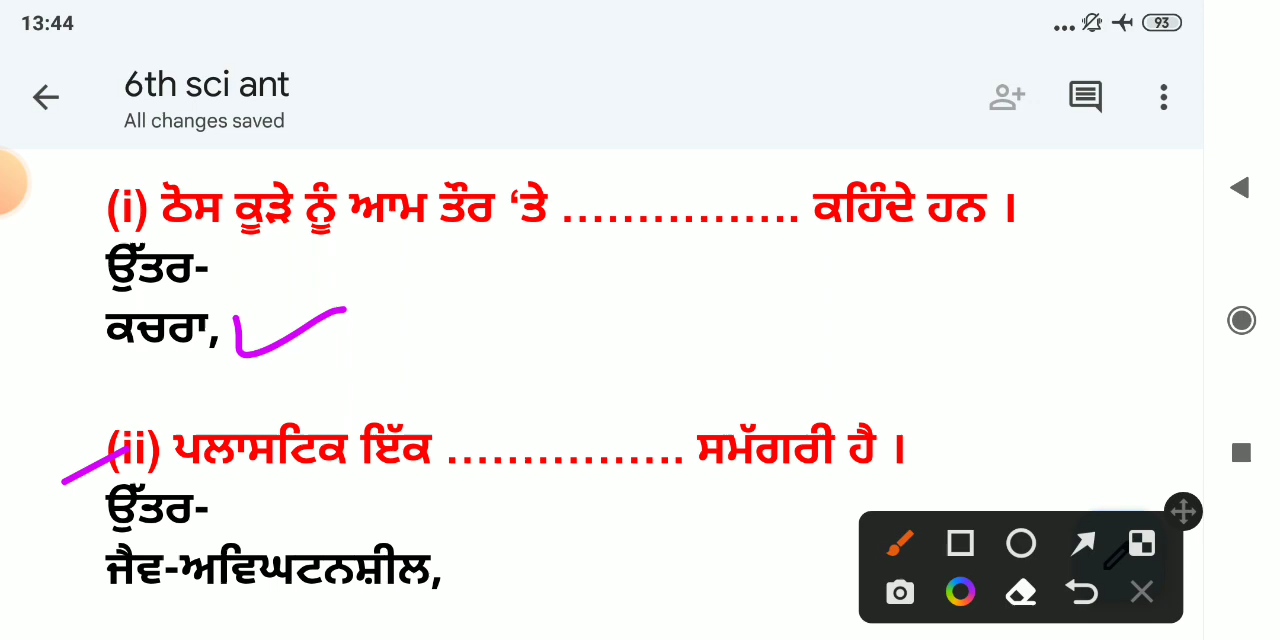 13:44
93
6th sci ant
All changes saved
(i) ਠੋਸ ਕੂੜੇ ਨੂੰ ਆਮ ਤੌਰ ‘ਤੇ ................ ਕਹਿੰਦੇ ਹਨ ।
ਉੱਤਰ-
ਕਚਰਾ,
(ii) ਪਲਾਸਟਿਕ ਇੱਕ ................ ਸਮੱਗਰੀ ਹੈ ।
ਉੱਤਰ-
ਜੈਵ-ਅਵਿਘਟਨਸ਼ੀਲ,